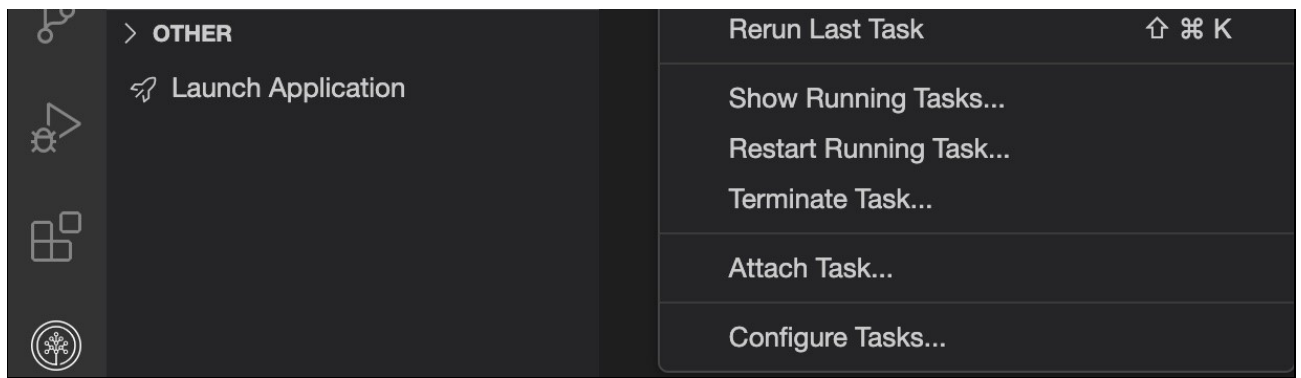 OTHER
Launch Application
Rerun Last Task ⇧ ⌘ K
Show Running Tasks...
Restart Running Task...
Terminate Task...
Attach Task...
Configure Tasks...